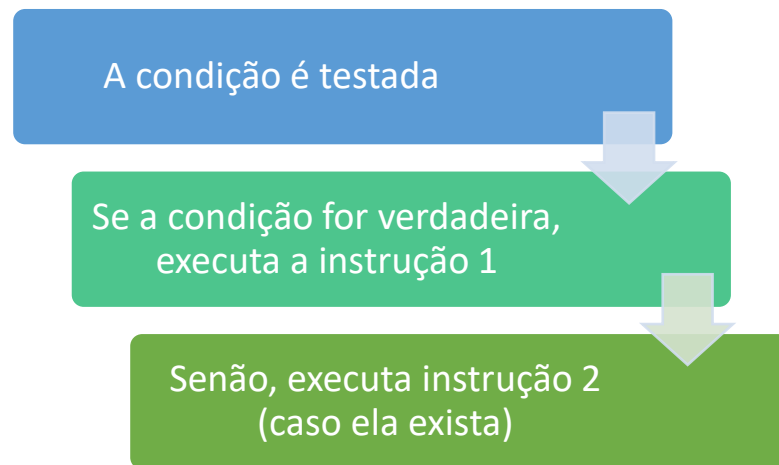 A condição é testada
Se a condição for verdadeira,
executa a instrução 1
Senão, executa instrução 2
(caso ela exista)